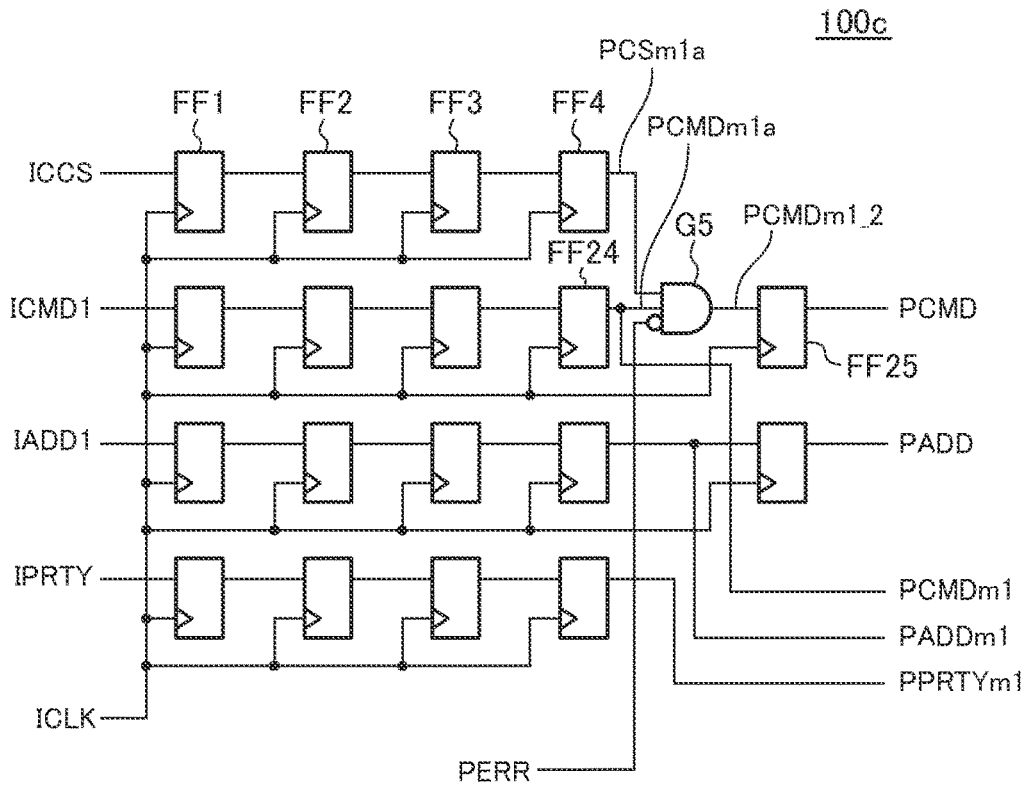 100c
PCSm1a
FF1
FF2
FF3
FF4
PCMDm1a
ICCS
G5
PCMDm1_2
FF24
ICMD1
PCMD
FF25
IADD1
PADD
IPRTY
PCMDm1
PADDm1
PPRTYm1
ICLK
PERR